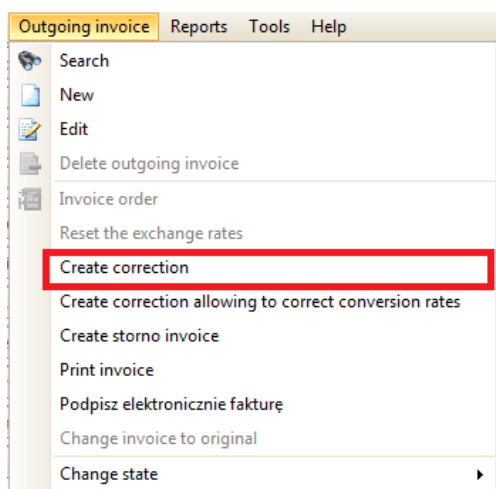 Outgoing invoice Reports Tools Help
Search
New
Edit
Delete outgoing invoice
Invoice order
Reset the exchange rates
Create correction
Create correction allowing to correct conversion rates
Create storno invoice
Print invoice
Podpisz elektronicznie fakturę
Change invoice to original
Change state